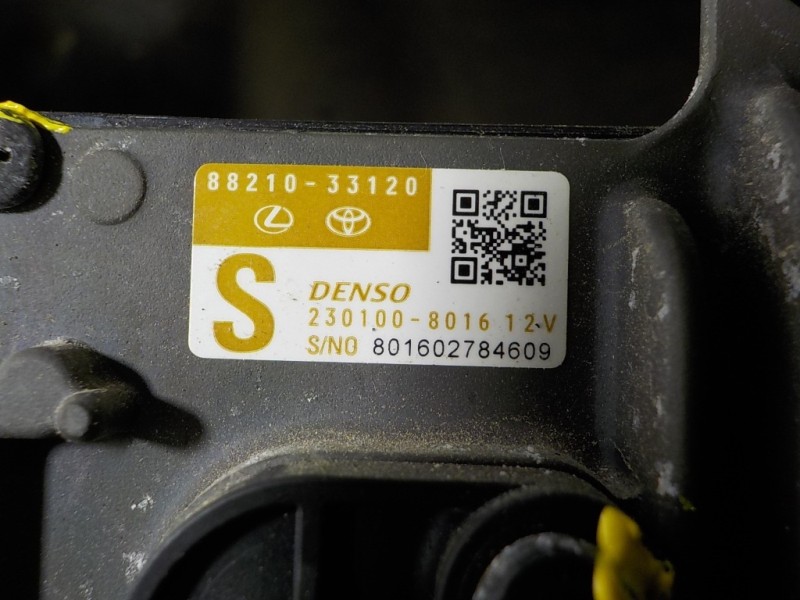 88210-33120
S
DENSO
230100-8016 12V
S/NO 801602784609